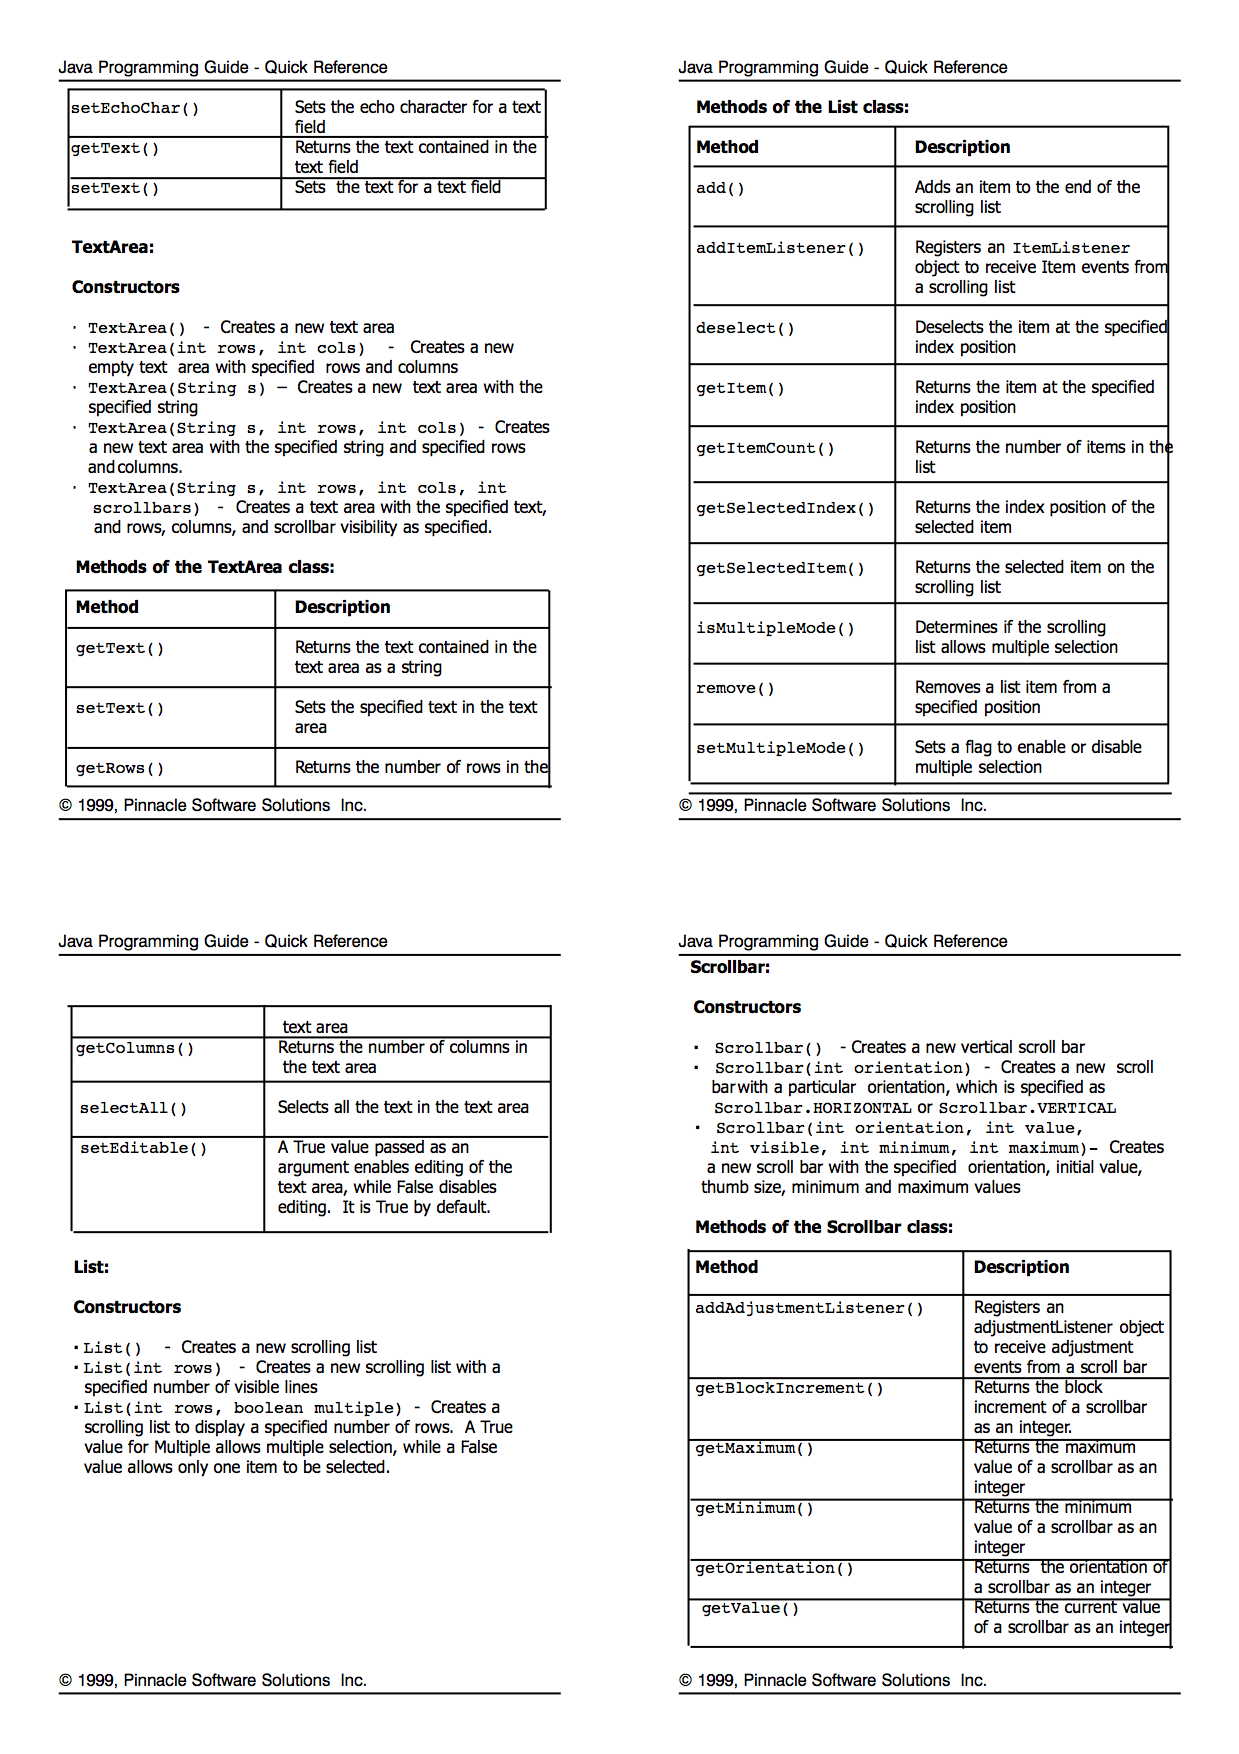 Java Programming Guide - Quick Reference
setEchoChar() Sets the echo character for a text
field
getText() Returns the text contained in the
text field
setText() Sets the text for a text field
TextArea:
Constructors
· TextArea() - Creates a new text area
· TextArea(int rows, int cols) - Creates a new
empty text area with specified rows and columns
· TextArea(String s) – Creates a new text area with the
specified string
· TextArea(String s, int rows, int cols) - Creates
a new text area with the specified string and specified rows
and columns.
· TextArea(String s, int rows, int cols, int
scrollbars) - Creates a text area with the specified text,
and rows, columns, and scrollbar visibility as specified.
Methods of the TextArea class:
Method Description
getText() Returns the text contained in the
text area as a string
setText() Sets the specified text in the text
area
getRows() Returns the number of rows in the
© 1999, Pinnacle Software Solutions Inc.
Java Programming Guide - Quick Reference
Methods of the List class:
Method Description
add() Adds an item to the end of the
scrolling list
addItemListener() Registers an ItemListener
object to receive Item events from
a scrolling list
deselect() Deselects the item at the specified
index position
getItem() Returns the item at the specified
index position
getItemCount() Returns the number of items in the
list
getSelectedIndex() Returns the index position of the
selected item
getSelectedItem() Returns the selected item on the
scrolling list
isMultipleMode() Determines if the scrolling
list allows multiple selection
remove() Removes a list item from a
specified position
setMultipleMode() Sets a flag to enable or disable
multiple selection
© 1999, Pinnacle Software Solutions Inc.
Java Programming Guide - Quick Reference
text area
getColumns() Returns the number of columns in
the text area
selectAll() Selects all the text in the text area
setEditable() A True value passed as an
argument enables editing of the
text area, while False disables
editing. It is True by default.
List:
Constructors
· List() - Creates a new scrolling list
· List(int rows) - Creates a new scrolling list with a
specified number of visible lines
· List(int rows, boolean multiple) - Creates a
scrolling list to display a specified number of rows. A True
value for Multiple allows multiple selection, while a False
value allows only one item to be selected.
© 1999, Pinnacle Software Solutions Inc.
Java Programming Guide - Quick Reference
Scrollbar:
Constructors
· Scrollbar() - Creates a new vertical scroll bar
· Scrollbar(int orientation) - Creates a new scroll
bar with a particular orientation, which is specified as
Scrollbar.HORIZONTAL or Scrollbar.VERTICAL
· Scrollbar(int orientation, int value,
int visible, int minimum, int maximum)– Creates
a new scroll bar with the specified orientation, initial value,
thumb size, minimum and maximum values
Methods of the Scrollbar class:
Method Description
addAdjustmentListener() Registers an
adjustmentListener object
to receive adjustment
events from a scroll bar
getBlockIncrement() Returns the block
increment of a scrollbar
as an integer.
getMaximum() Returns the maximum
value of a scrollbar as an
integer
getMinimum() Returns the minimum
value of a scrollbar as an
integer
getOrientation() Returns the orientation of
a scrollbar as an integer
getValue() Returns the current value
of a scrollbar as an integer
© 1999, Pinnacle Software Solutions Inc.